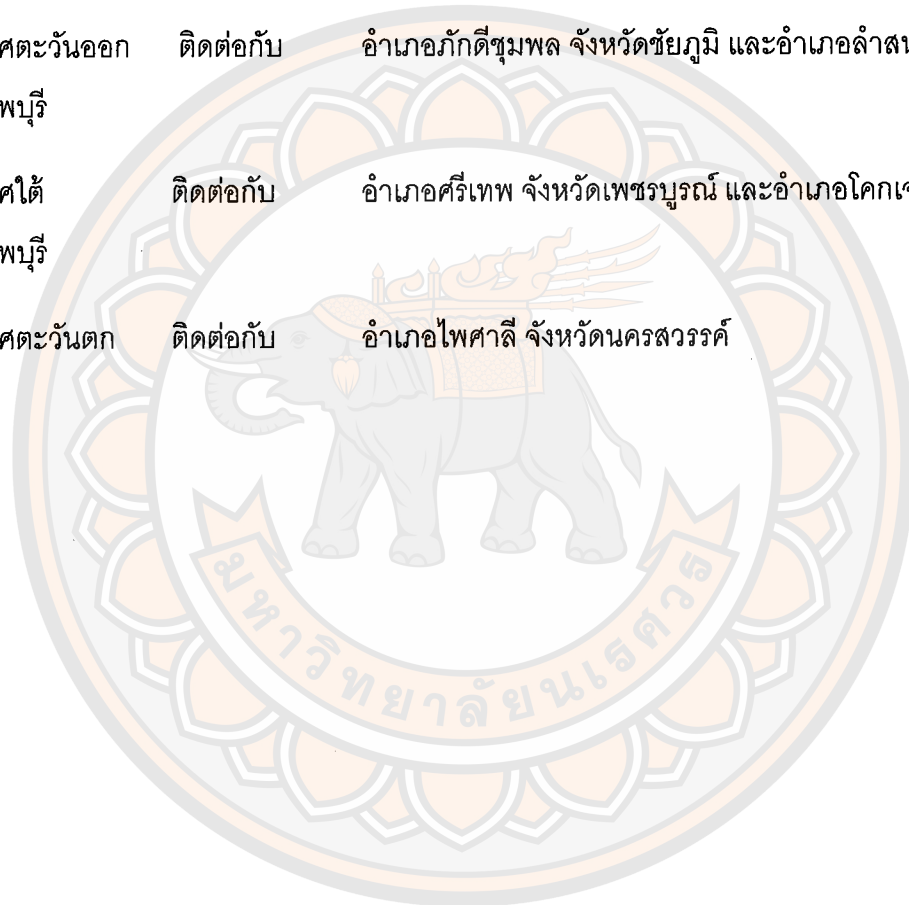 ศตะวันออก ติดต่อกับ อำเภอภักดีชุมพล จังหวัดชัยภูมิ และอำเภอลำสน
พบุรี
ศใต้ ติดต่อกับ อำเภอศรีเทพ จังหวัดเพชรบูรณ์ และอำเภอโคกเจ
พบุรี
ศตะวันตก ติดต่อกับ อำเภอไพศาลี จังหวัดนครสวรรค์
มหาวิทยาลัยนเรศวร